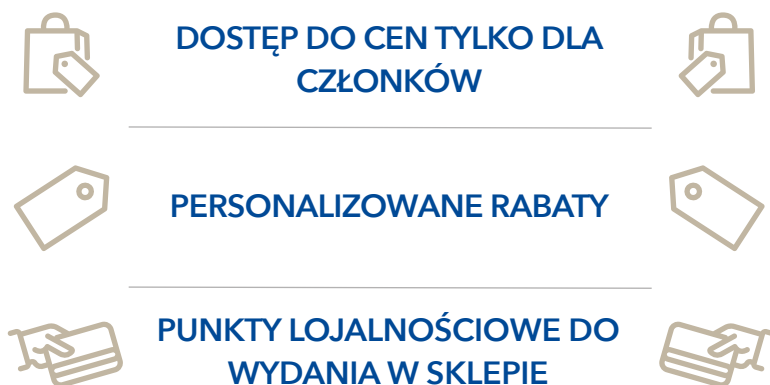 DOSTĘP DO CEN TYLKO DLA
CZŁONKÓW
PERSONALIZOWANE RABATY
PUNKTY LOJALNOŚCIOWE DO
WYDANIA W SKLEPIE